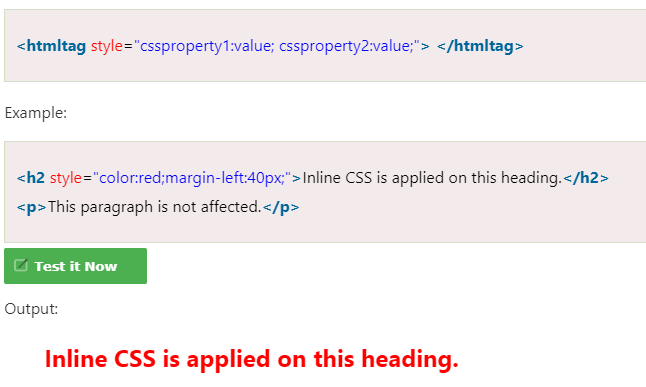 <htmltag style="cssproperty1:value; cssproperty2:value;"> </htmltag>
Example:
<h2 style="color:red;margin-left:40px;">Inline CSS is applied on this heading.</h2>
<p>This paragraph is not affected.</p>
Test it Now
Output:
Inline CSS is applied on this heading.